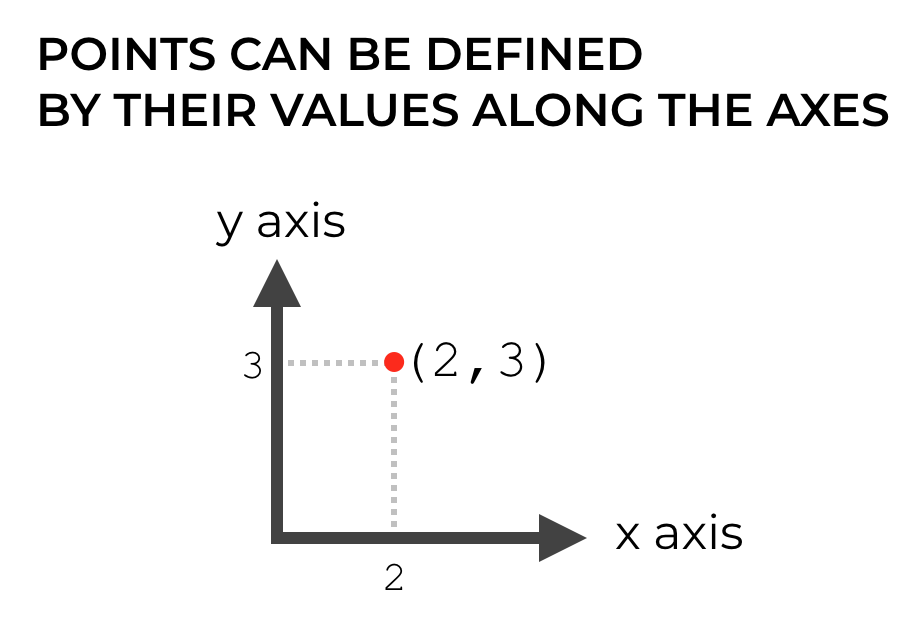 POINTS CAN BE DEFINED
BY THEIR VALUES ALONG THE AXES
y axis
3
(2,3)
x axis
2